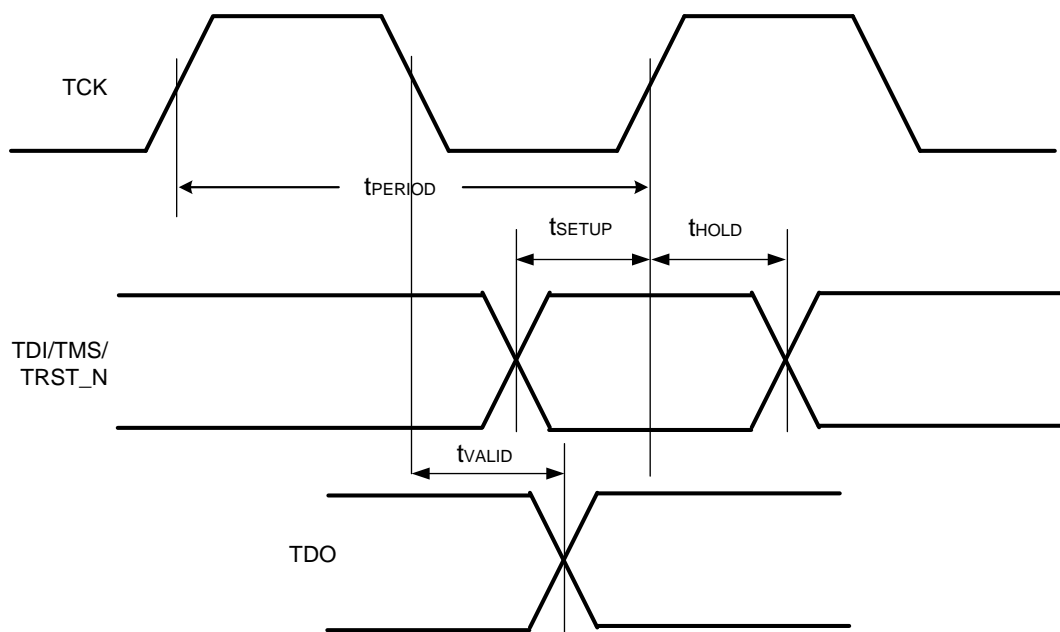 TCK
tPERIOD
tSETUP
tHOLD
TDI/TMS/
TRST_N
tVALID
TDO